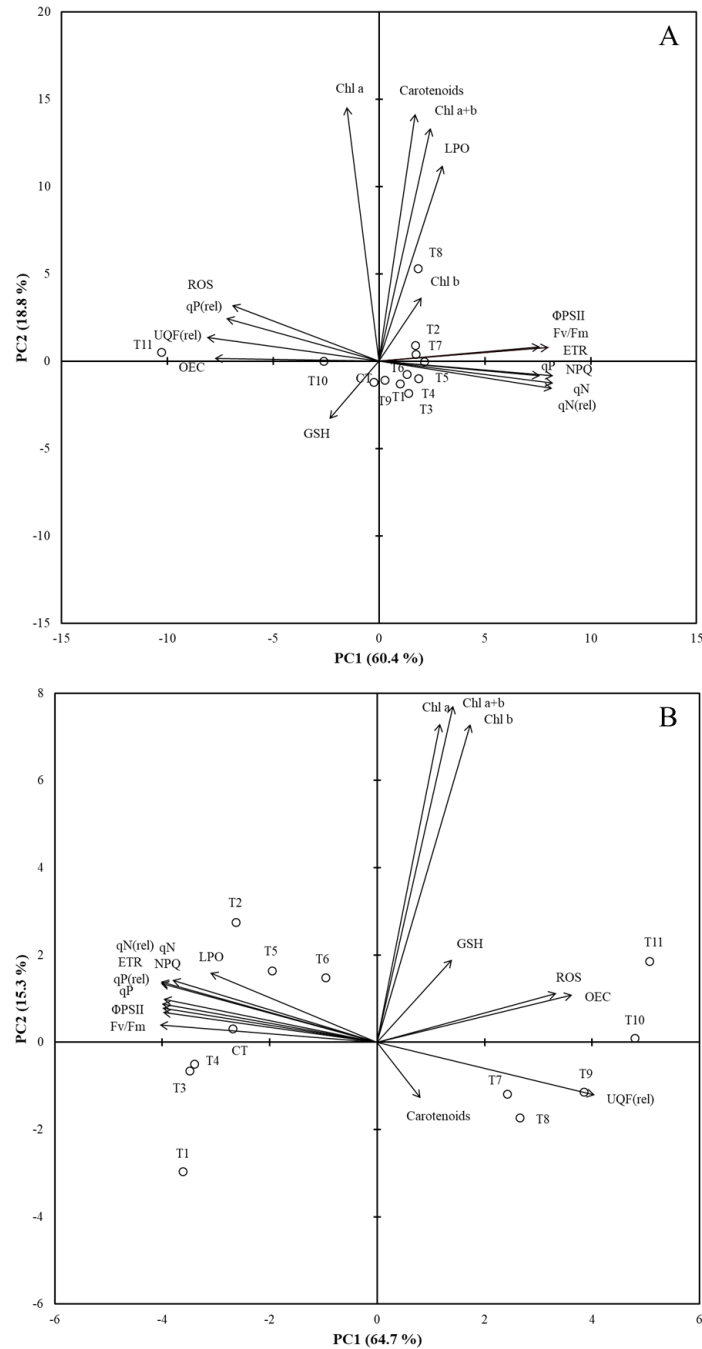 A
20
15
10
5
0
-5
-10
-15
-15
-10
-5
0
5
10
15
PC2 (18.8 %)
PC1 (60.4 %)
Chl a
Carotenoids
Chl a+b
LPO
T8
Chl b
ROS
qP(rel)
UQF(rel)
T11
OEC
T10
T2
T7
ΦPSII
Fv/Fm
ETR
qP
NPQ
qN
qN(rel)
CT
T6
T5
T9
T1
T4
T3
GSH
B
8
6
4
2
0
-2
-4
-6
-6
-4
-2
0
2
4
6
PC2 (15.3 %)
PC1 (64.7 %)
Chl a
Chl a+b
Chl b
T2
qN(rel)
qN
LPO
T5
T6
GSH
T11
ETR
NPQ
qP(rel)
qP
ΦPSII
Fv/Fm
ROS
OEC
T10
CT
T4
T3
T1
T7
T9
T8
UQF(rel)
Carotenoids